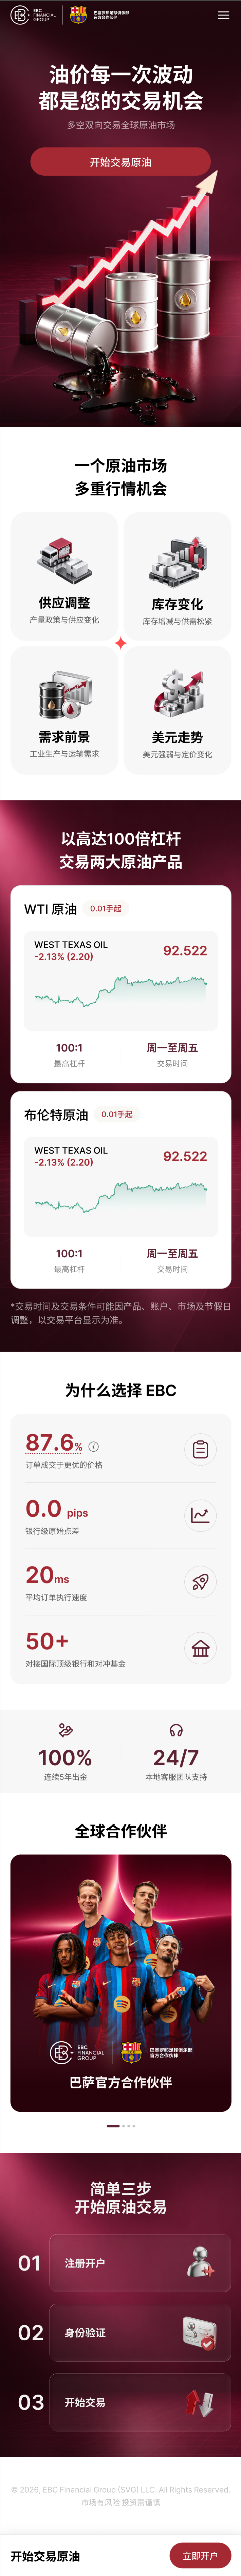 EBC
FINANCIAL
GROUP
巴塞罗那足球俱乐部
官方合作伙伴
油价每一次波动
都是您的交易机会
多空双向交易全球原油市场
开始交易原油
一个原油市场
多重行情机会
供应调整
产量政策与供应变化
库存变化
库存增减与供需松紧
需求前景
工业生产与运输需求
美元走势
美元强弱与定价变化
以高达100倍杠杆
交易两大原油产品
WTI 原油
0.01手起
WEST TEXAS OIL
-2.13% (2.20)
92.522
100:1
最高杠杆
周一至周五
交易时间
布伦特原油
0.01手起
WEST TEXAS OIL
-2.13% (2.20)
92.522
100:1
最高杠杆
周一至周五
交易时间
*交易时间及交易条件可能因产品、账户、市场及节假日
调整，以交易平台显示为准。
为什么选择 EBC
87.6%
订单成交于更优的价格
0.0 pips
银行级原始点差
20ms
平均订单执行速度
50+
对接国际顶级银行和对冲基金
100%
连续5年出金
24/7
本地客服团队支持
全球合作伙伴
EBC
FINANCIAL
GROUP
巴塞罗那足球俱乐部
官方合作伙伴
巴萨官方合作伙伴
简单三步
开始原油交易
01
注册开户
02
身份验证
03
开始交易
© 2026, EBC Financial Group (SVG) LLC. All Rights Reserved.
市场有风险 投资需谨慎
开始交易原油
立即开户